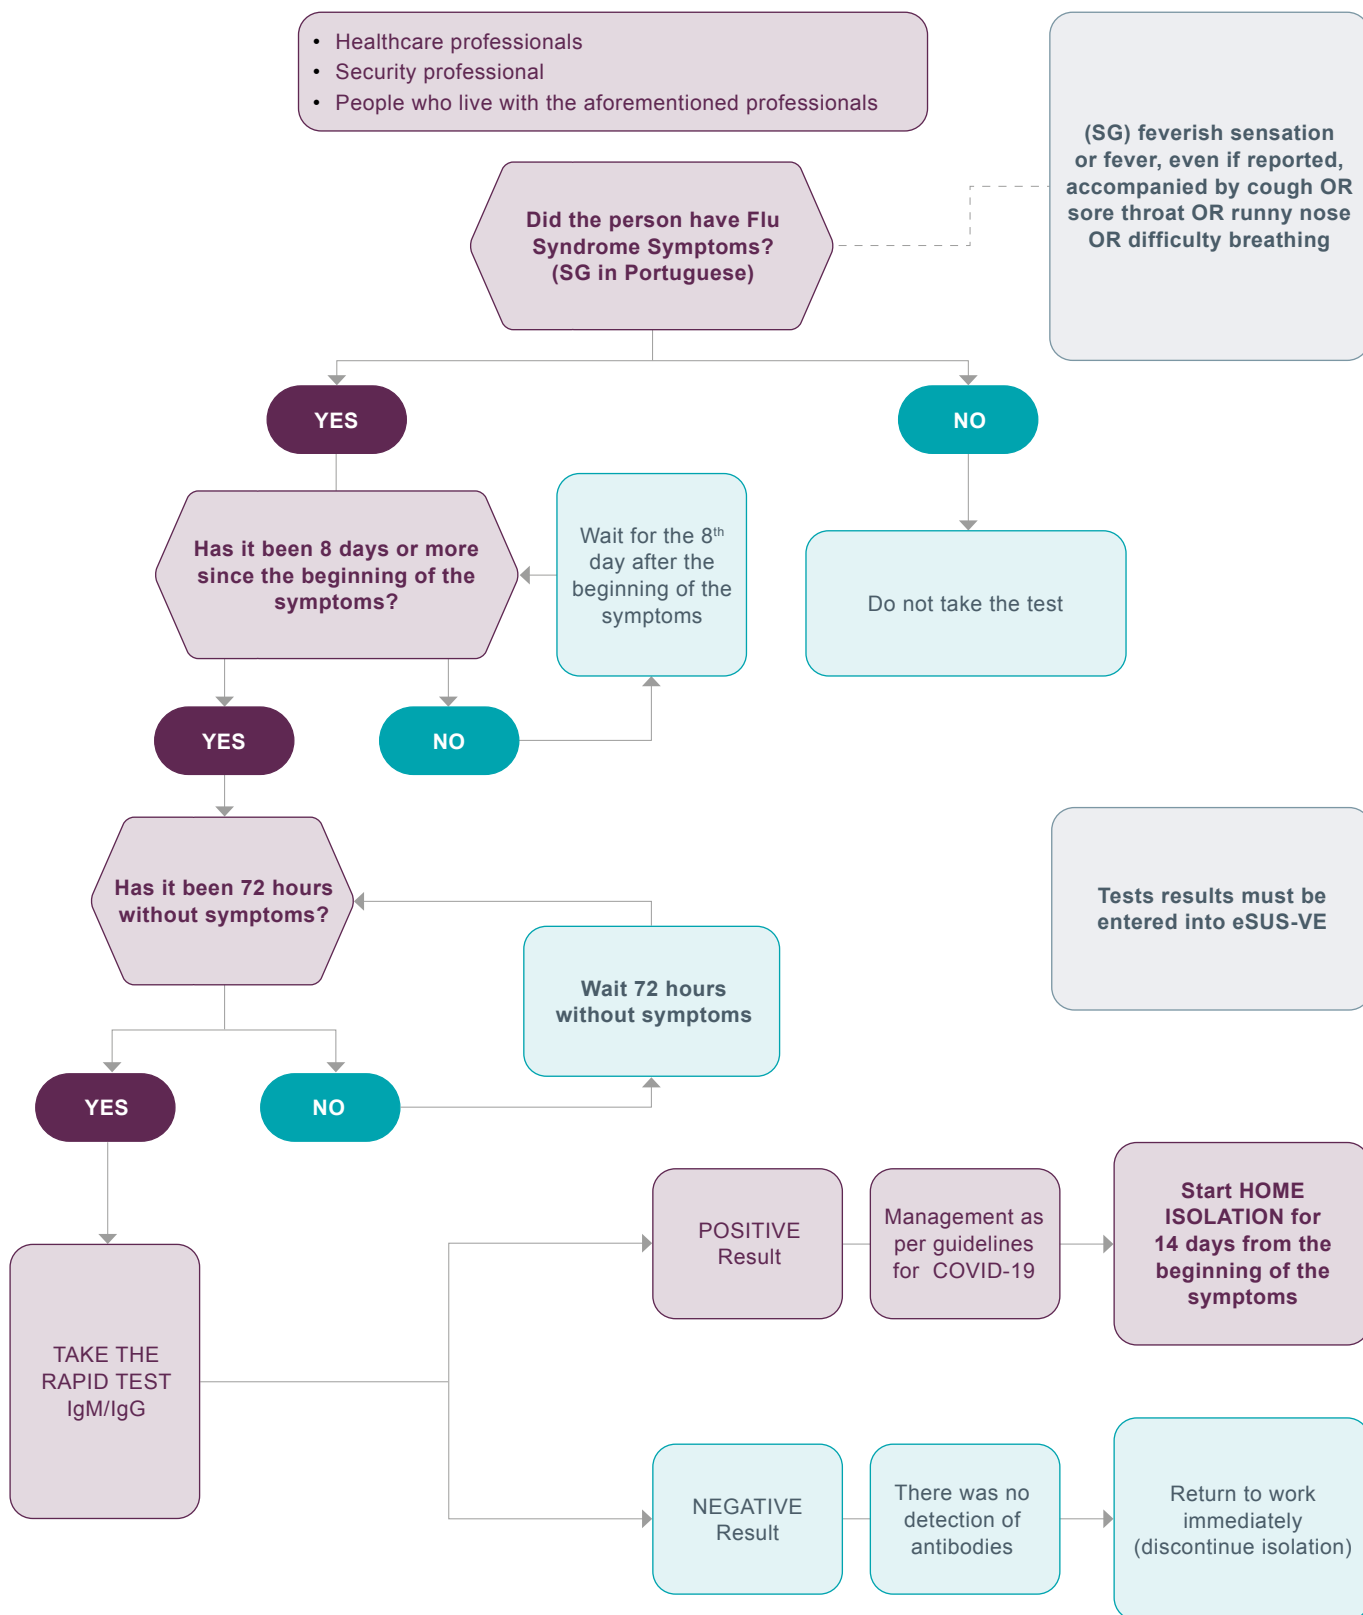 • Healthcare professionals
• Security professional
• People who live with the aforementioned professionals
(SG) feverish sensation
or fever, even if reported,
accompanied by cough OR
sore throat OR runny nose
OR difficulty breathing
Did the person have Flu
Syndrome Symptoms?
(SG in Portuguese)
YES
NO
Has it been 8 days or more
since the beginning of the
symptoms?
Wait for the 8th
day after the
beginning of the
symptoms
Do not take the test
YES
NO
Has it been 72 hours
without symptoms?
Wait 72 hours
without symptoms
Tests results must be
entered into eSUS-VE
YES
NO
TAKE THE
RAPID TEST
IgM/IgG
POSITIVE
Result
Management as
per guidelines
for COVID-19
Start HOME
ISOLATION for
14 days from the
beginning of the
symptoms
NEGATIVE
Result
There was no
detection of
antibodies
Return to work
immediately
(discontinue isolation)